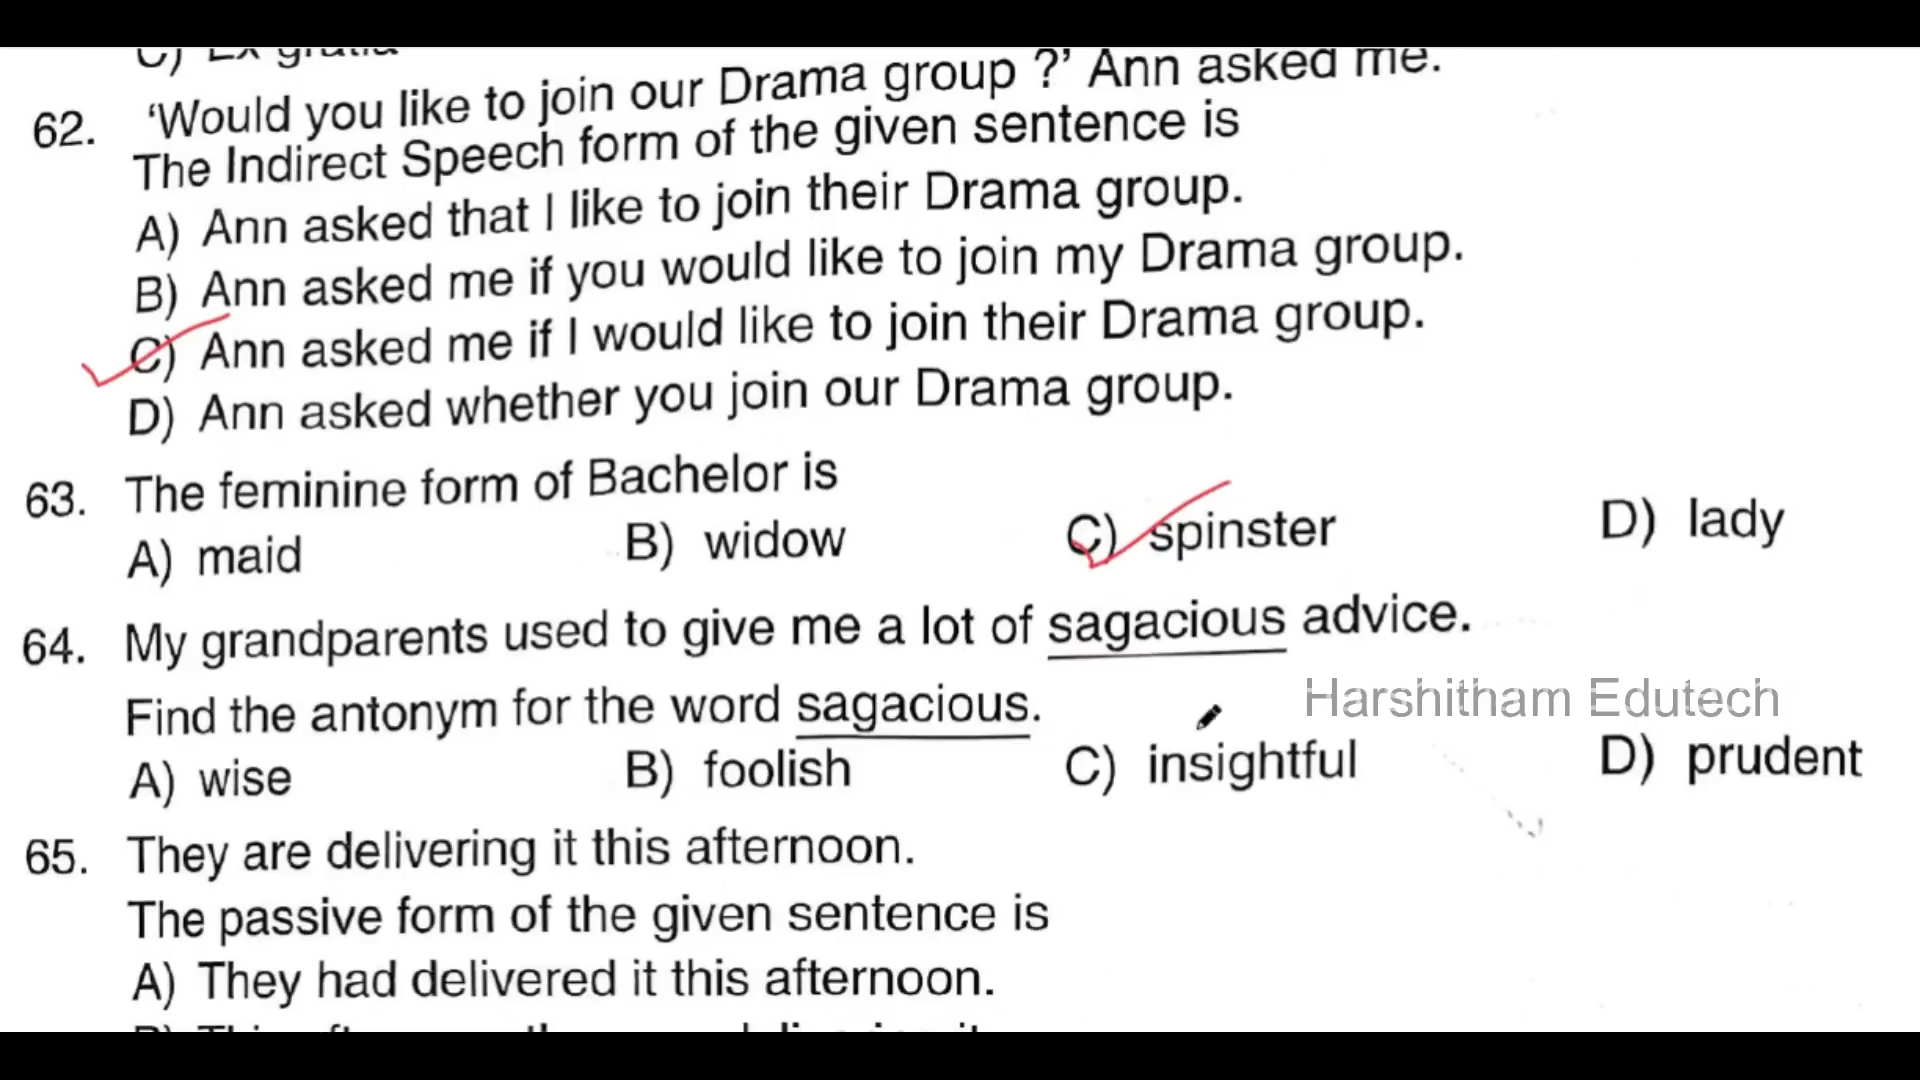 C) Ex gratia
62. ‘Would you like to join our Drama group ?’ Ann asked me.
The Indirect Speech form of the given sentence is
A) Ann asked that I like to join their Drama group.
B) Ann asked me if you would like to join my Drama group.
C) Ann asked me if I would like to join their Drama group.
D) Ann asked whether you join our Drama group.
63. The feminine form of Bachelor is
A) maid B) widow C) spinster D) lady
64. My grandparents used to give me a lot of sagacious advice.
Find the antonym for the word sagacious.
Harshitham Edutech
A) wise B) foolish C) insightful D) prudent
65. They are delivering it this afternoon.
The passive form of the given sentence is
A) They had delivered it this afternoon.